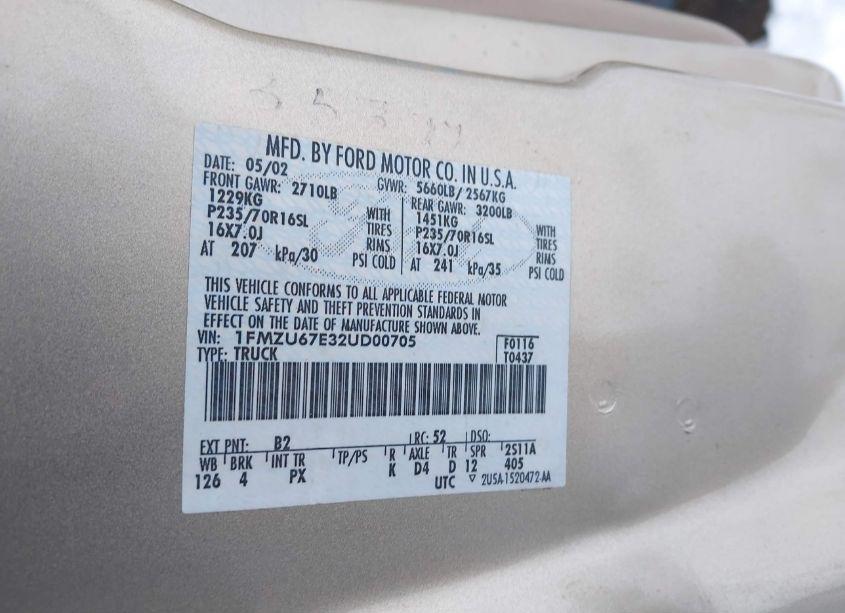 MFD. BY FORD MOTOR CO. IN U.S.A.
DATE: 05/02 GVWR: 5660LB/2567KG
FRONT GAWR: 2710LB REAR GAWR: 3200LB
1229KG 1451KG
P235/70R16SL WITH TIRES P235/70R16SL WITH TIRES
16X7.0J RIMS 16X7.0J RIMS
AT 207 kPa/30 PSI COLD AT 241 kPa/35 PSI COLD
THIS VEHICLE CONFORMS TO ALL APPLICABLE FEDERAL MOTOR
VEHICLE SAFETY AND THEFT PREVENTION STANDARDS IN
EFFECT ON THE DATE OF MANUFACTURE SHOWN ABOVE.
VIN: 1FMZU67E32UD00705 F0116
TYPE: TRUCK T0437
EXT PNT: B2 RC: 52 DSO:
WB BRK INT TR TP/PS R AXLE TR SPR 2S11A
126 4 PX K D4 D 12 405
UTC ▽ 2USA-1520472-AA